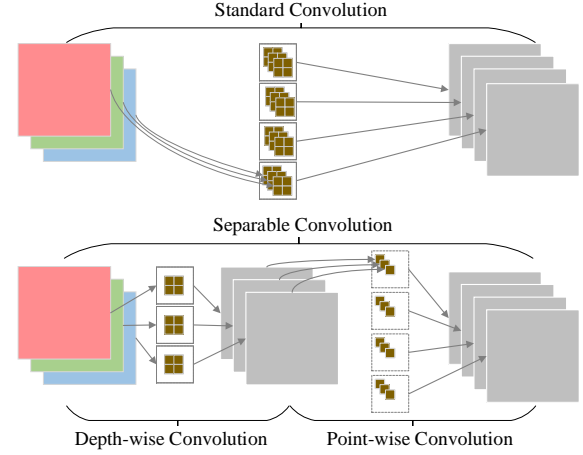 Standard Convolution
Separable Convolution
Depth-wise Convolution
Point-wise Convolution